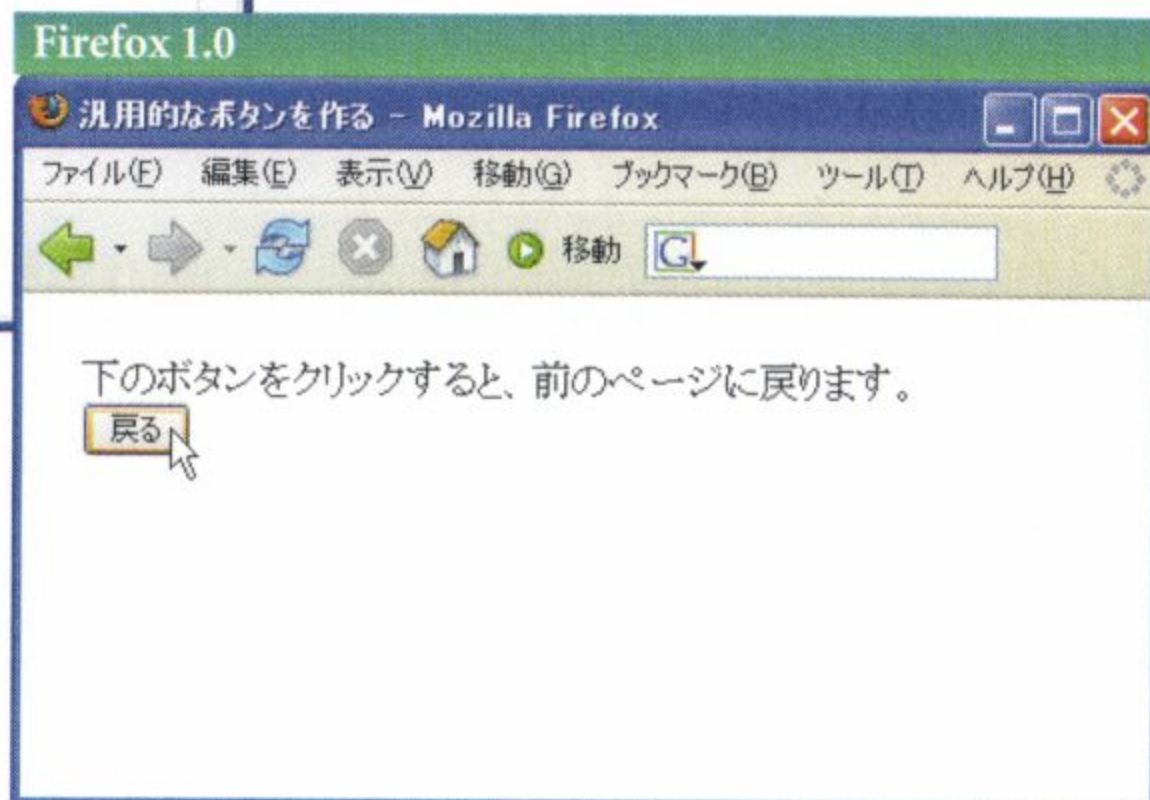 Firefox 1.0
汎用的なボタンを作る - Mozilla Firefox
ファイル(F) 編集(E) 表示(V) 移動(G) ブックマーク(B) ツール(T) ヘルプ(H)
移動 G
下のボタンをクリックすると、前のページに戻ります。
戻る